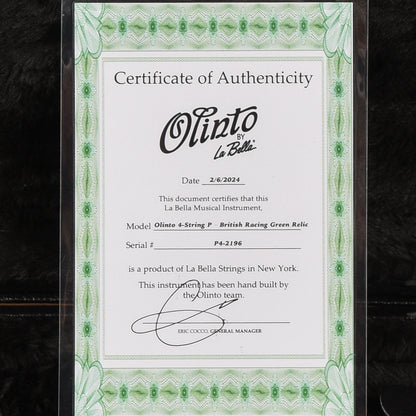 Certificate of Authenticity
Olinto
BY
La Bella®
Date 2/6/2024
This document certifies that this
La Bella Musical Instrument,
Model Olinto 4-String P British Racing Green Relic
Serial # P4-2196
is a product of La Bella Strings in New York.
This instrument has been hand built by
the Olinto team.
ERIC COCCO, GENERAL MANAGER